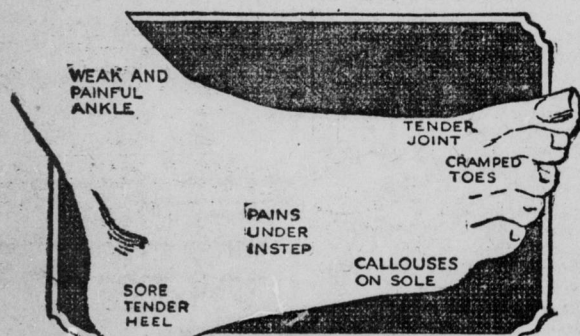 WEAK AND
PAINFUL
ANKLE
TENDER
JOINT
CRAMPED
TOES
PAINS
UNDER
INSTEP
CALLOUSES
ON SOLE
SORE
TENDER
HEEL